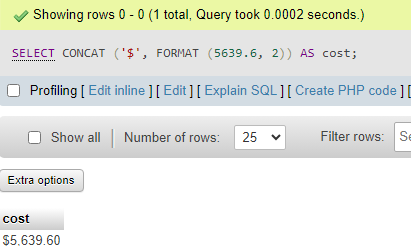 Showing rows 0 - 0 (1 total, Query took 0.0002 seconds.)
SELECT CONCAT ('$', FORMAT (5639.6, 2)) AS cost;
Profiling [ Edit inline ] [ Edit ] [ Explain SQL ] [ Create PHP code ] [
Show all | Number of rows: 25 Filter rows: Se
Extra options
cost
$5,639.60